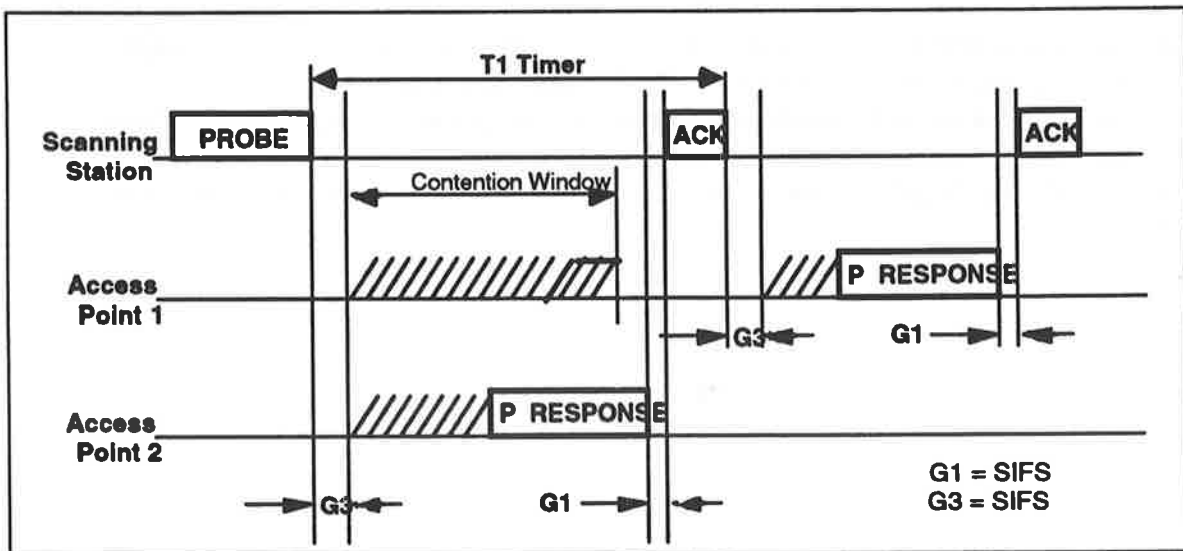 T1 Timer
PROBE
ACK
ACK
Scanning
Station
Contention Window
P RESPONSE
Access
Point 1
G3
G1
P RESPONSE
Access
Point 2
G1 = SIFS
G3 = SIFS
G3
G1